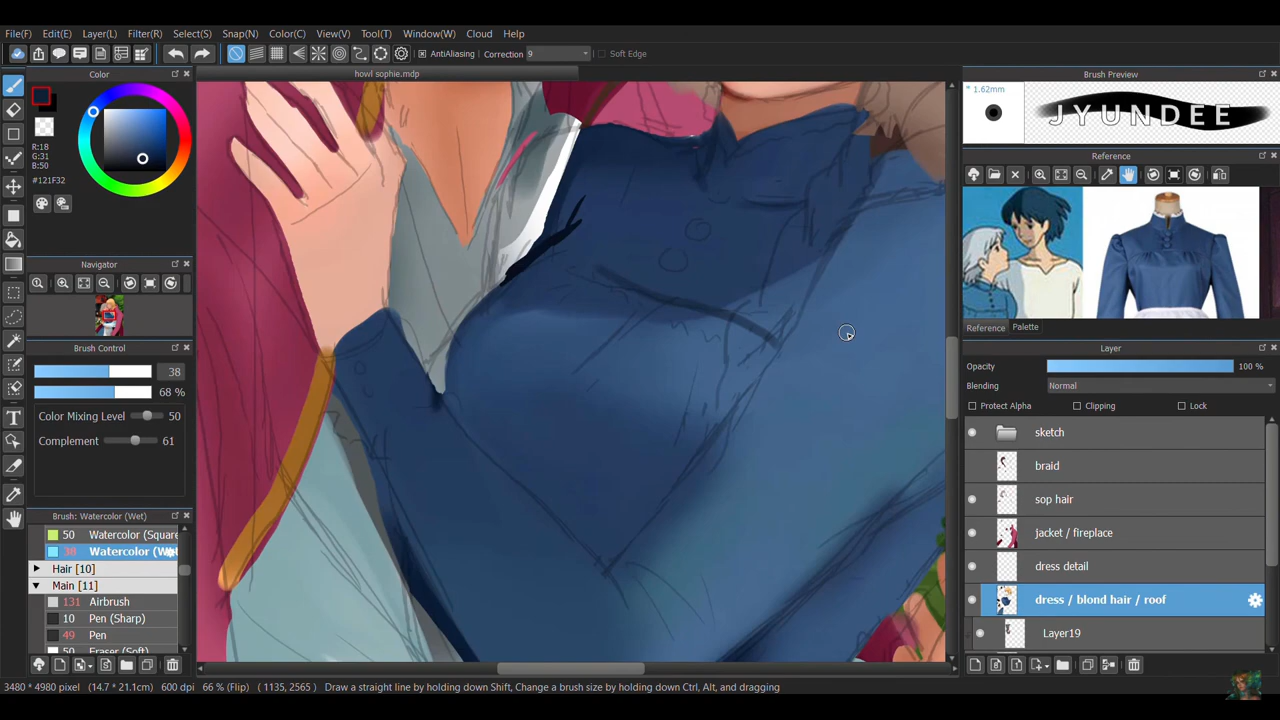 File(F) Edit(E) Layer(L) Filter(R) Select(S) Snap(N) Color(C) View(V) Tool(T) Window(W) Cloud Help
AntiAliasing Correction 9 Soft Edge
Color
howl sophie.mdp
Brush Preview
R:18
G:31
B:50
#121F32
* 1.62mm
JYUNDEE
Reference
Navigator
Reference Palette
Brush Control
38
68 %
Color Mixing Level 50
Complement 61
Layer
Opacity 100 %
Blending Normal
Protect Alpha Clipping Lock
sketch
braid
sop hair
jacket / fireplace
dress detail
dress / blond hair / roof
Layer19
Brush: Watercolor (Wet)
50 Watercolor (Square
38 Watercolor (Wet
Hair [10]
Main [11]
131 Airbrush
10 Pen (Sharp)
49 Pen
50 Eraser (Soft)
3480 * 4980 pixel (14.7 * 21.1cm) 600 dpi 66 % (Flip) ( 1135, 2565 ) Draw a straight line by holding down Shift, Change a brush size by holding down Ctrl, Alt, and dragging